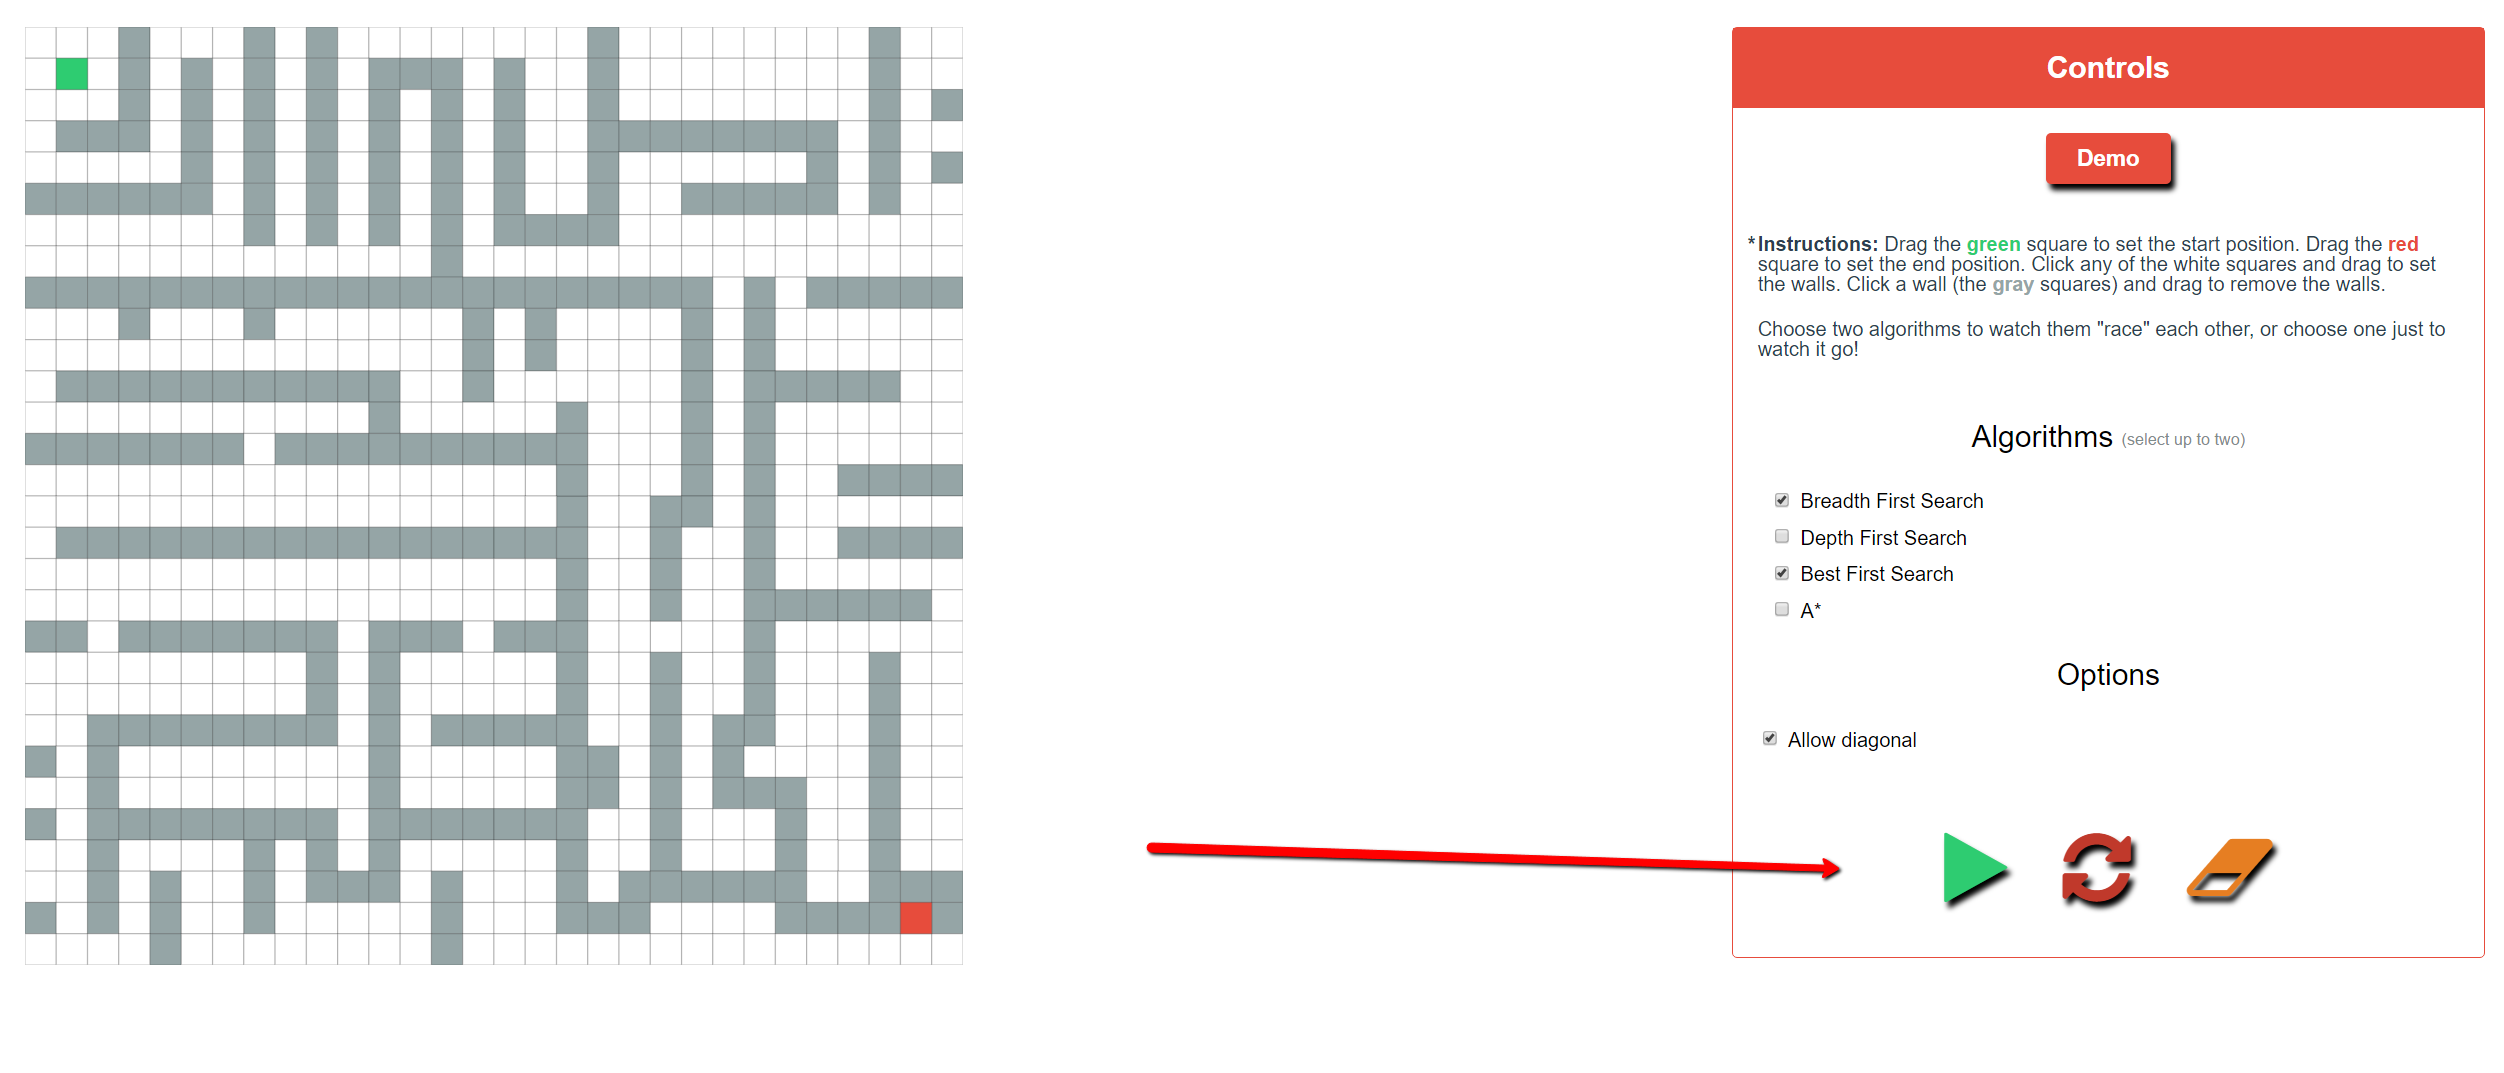 Controls
Demo
*Instructions: Drag the green square to set the start position. Drag the red
square to set the end position. Click any of the white squares and drag to set
the walls. Click a wall (the gray squares) and drag to remove the walls.
Choose two algorithms to watch them "race" each other, or choose one just to
watch it go!
Algorithms (select up to two)
Breadth First Search
Depth First Search
Best First Search
A*
Options
Allow diagonal